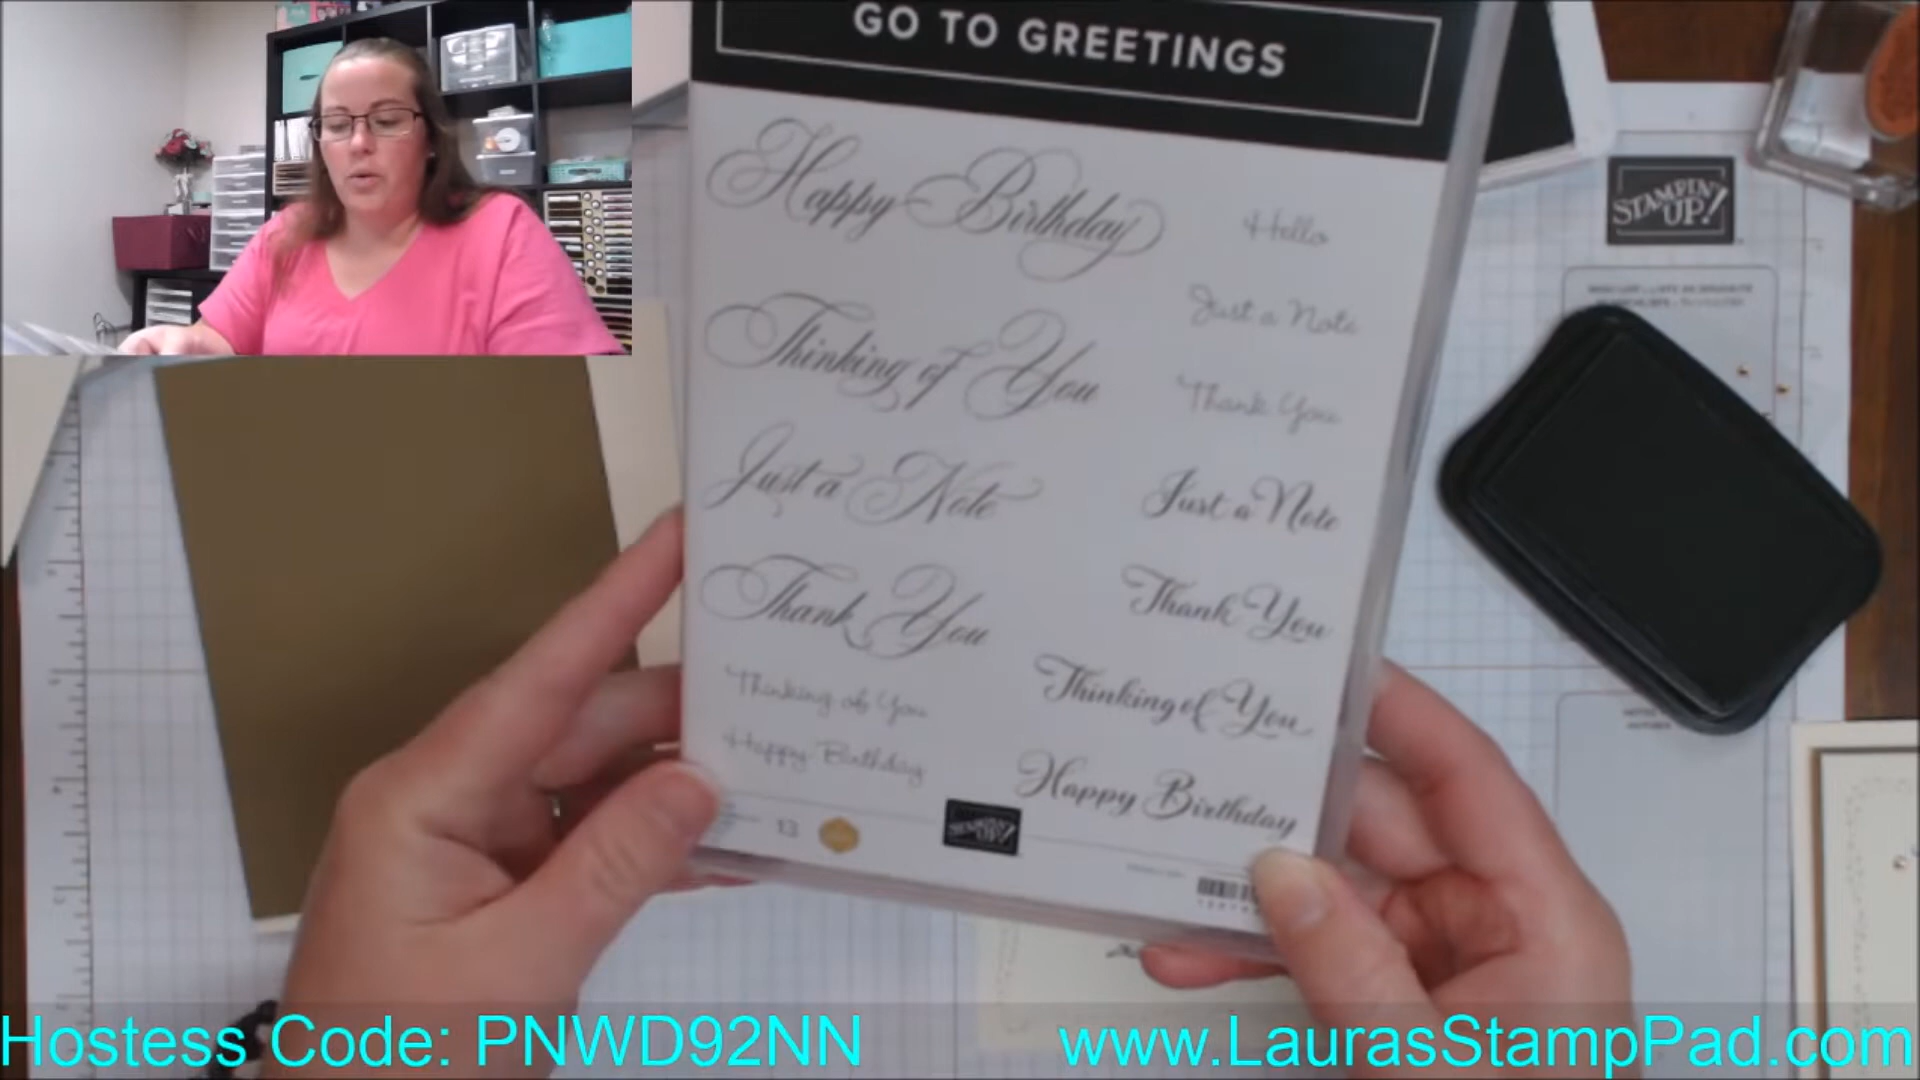 GO TO GREETINGS
Happy Birthday
Hello
Just a Note
Thinking of You
Thank You
Just a Note
Just a Note
Thank You
Thank You
Thinking of You
Thinking of You
Happy Birthday
Happy Birthday
13
STAMPIN' UP!
STAMPIN' UP!
Hostess Code: PNWD92NN
www.LaurasStampPad.com